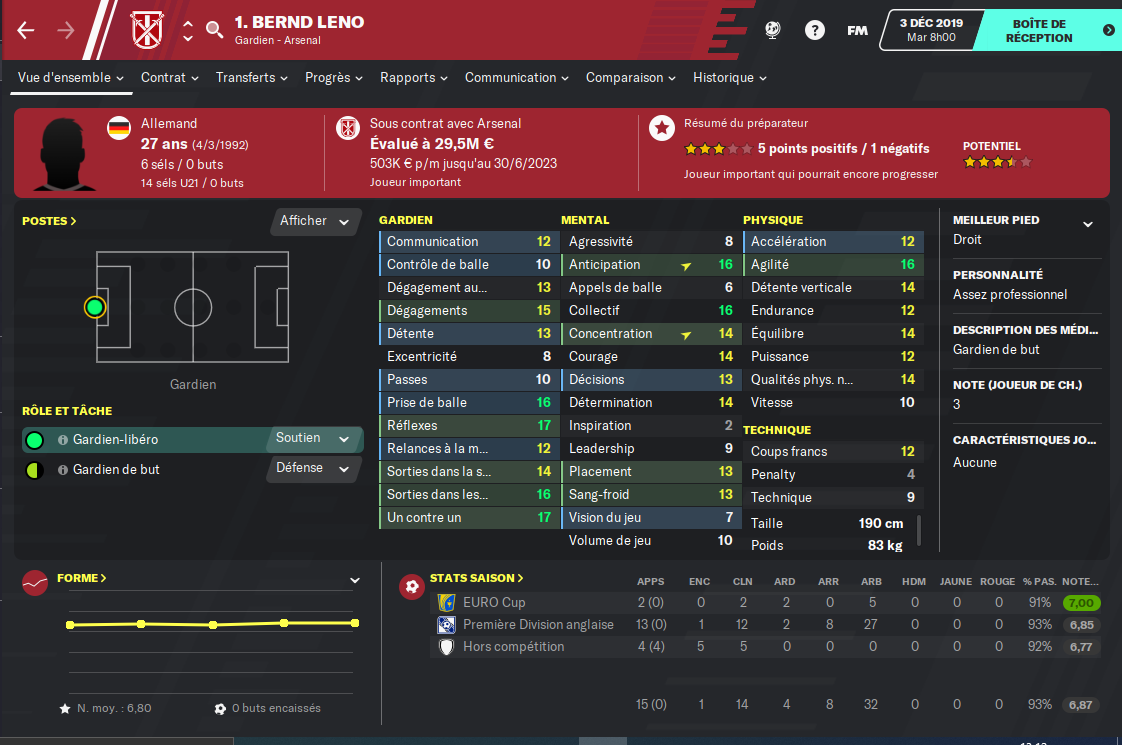 1. BERND LENO
Gardien - Arsenal
?
FM
3 DÉC 2019
Mar 8h00
BOÎTE DE
RÉCEPTION
Vue d'ensemble Contrat Transferts Progrès Rapports Communication Comparaison Historique
Allemand
27 ans (4/3/1992)
6 séls / 0 buts
14 séls U21 / 0 buts
Sous contrat avec Arsenal
Évalué à 29,5M €
503K € p/m jusqu'au 30/6/2023
Joueur important
Résumé du préparateur
5 points positifs / 1 négatifs
Joueur important qui pourrait encore progresser
POTENTIEL
POSTES
Afficher
Gardien
RÔLE ET TÂCHE
Gardien-libéro Soutien
Gardien de but Défense
GARDIEN
Communication 12
Contrôle de balle 10
Dégagement au... 13
Dégagements 15
Détente 13
Excentricité 8
Passes 10
Prise de balle 16
Réflexes 17
Relances à la m... 12
Sorties dans la s... 14
Sorties dans les... 16
Un contre un 17
MENTAL
Agressivité 8
Anticipation 16
Appels de balle 6
Collectif 16
Concentration 14
Courage 14
Décisions 13
Détermination 14
Inspiration 2
Leadership 9
Placement 13
Sang-froid 13
Vision du jeu 7
Volume de jeu 10
PHYSIQUE
Accélération 12
Agilité 16
Détente verticale 14
Endurance 12
Équilibre 14
Puissance 12
Qualités phys. n... 14
Vitesse 10
TECHNIQUE
Coups francs 12
Penalty 4
Technique 9
Taille 190 cm
Poids 83 kg
MEILLEUR PIED
Droit
PERSONNALITÉ
Assez professionnel
DESCRIPTION DES MÉDI...
Gardien de but
NOTE (JOUEUR DE CH.)
3
CARACTÉRISTIQUES JO...
Aucune
FORME
N. moy. : 6,80 0 buts encaissés
STATS SAISON APPS ENC CLN ARD ARR ARB HDM JAUNE ROUGE % PAS. NOTE...
EURO Cup 2 (0) 0 2 2 0 5 0 0 0 91% 7,00
Première Division anglaise 13 (0) 1 12 2 8 27 0 0 0 93% 6,85
Hors compétition 4 (4) 5 5 0 0 0 0 0 0 92% 6,77
15 (0) 1 14 4 8 32 0 0 0 93% 6,87